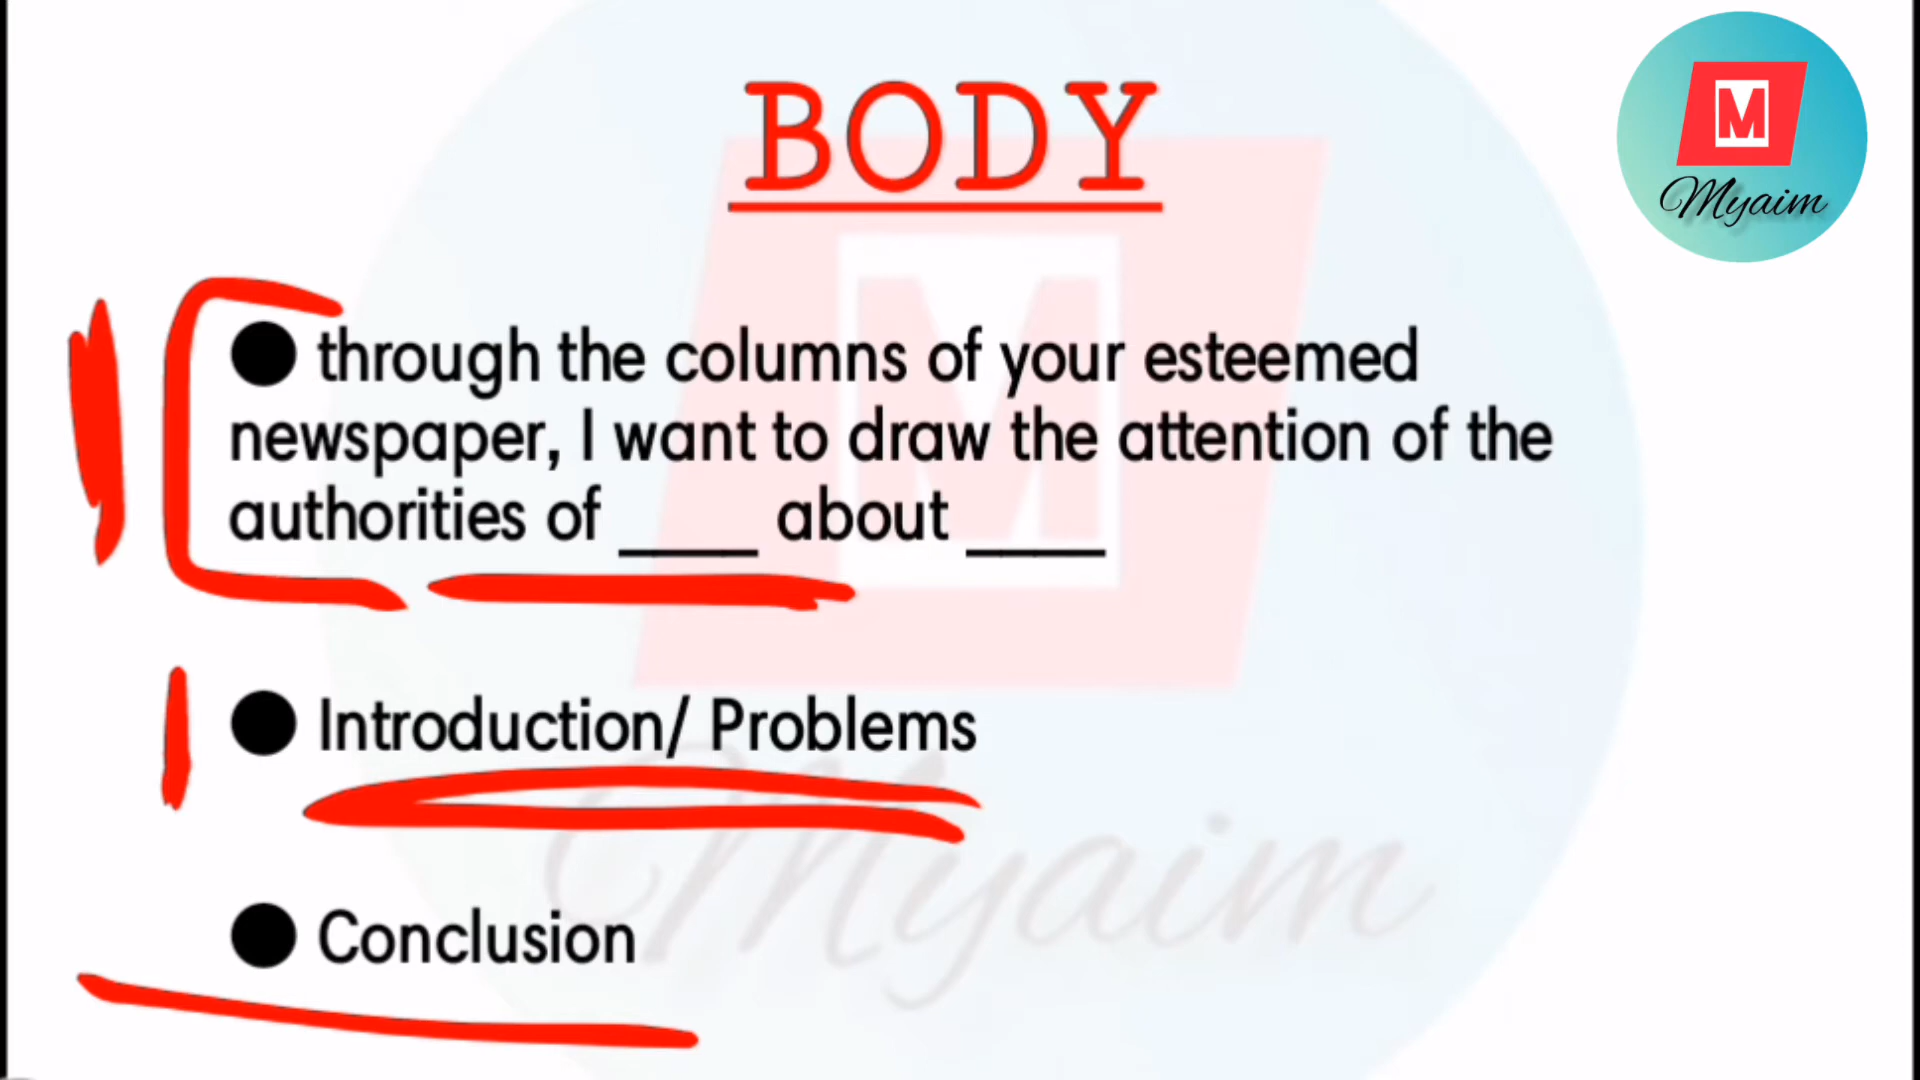 BODY
M
Myaim
● through the columns of your esteemed
newspaper, I want to draw the attention of the
authorities of ____ about ____
● Introduction/ Problems
● Conclusion
M
Myaim